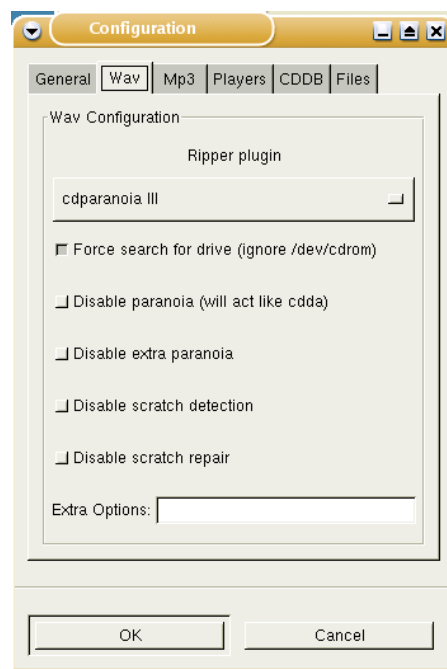 Configuration
General Wav Mp3 Players CDDB Files
Wav Configuration
Ripper plugin
cdparanoia III
Force search for drive (ignore /dev/cdrom)
Disable paranoia (will act like cdda)
Disable extra paranoia
Disable scratch detection
Disable scratch repair
Extra Options:
OK Cancel